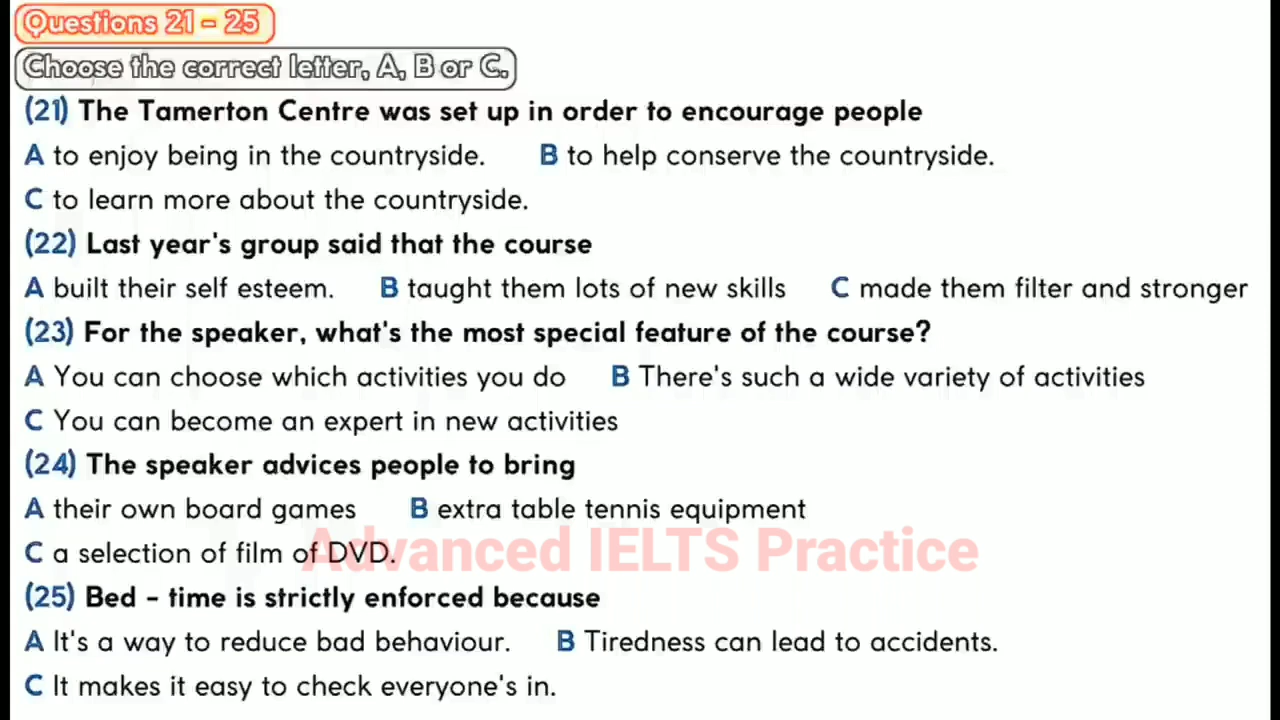 Questions 21 - 25
Choose the correct letter, A, B or C.
(21) The Tamerton Centre was set up in order to encourage people
A to enjoy being in the countryside. B to help conserve the countryside.
C to learn more about the countryside.
(22) Last year's group said that the course
A built their self esteem. B taught them lots of new skills C made them filter and stronger
(23) For the speaker, what's the most special feature of the course?
A You can choose which activities you do B There's such a wide variety of activities
C You can become an expert in new activities
(24) The speaker advices people to bring
A their own board games B extra table tennis equipment
C a selection of film of DVD.
Advanced IELTS Practice
(25) Bed - time is strictly enforced because
A It's a way to reduce bad behaviour. B Tiredness can lead to accidents.
C It makes it easy to check everyone's in.